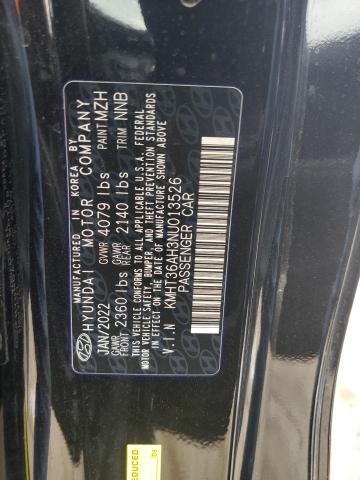 MANUFACTURED IN KOREA BY
HYUNDAI MOTOR COMPANY
JAN/2022 GVWR 4079 lbs PAINT MZH
GAWR FRONT 2360 lbs GAWR REAR 2140 lbs TRIM NNB
THIS VEHICLE CONFORMS TO ALL APPLICABLE U.S.A. FEDERAL
MOTOR VEHICLE SAFETY, BUMPER, AND THEFT PREVENTION STANDARDS
IN EFFECT ON THE DATE OF MANUFACTURE SHOWN ABOVE.
V.I.N KMHT36AH3NU013526
PASSENGER CAR